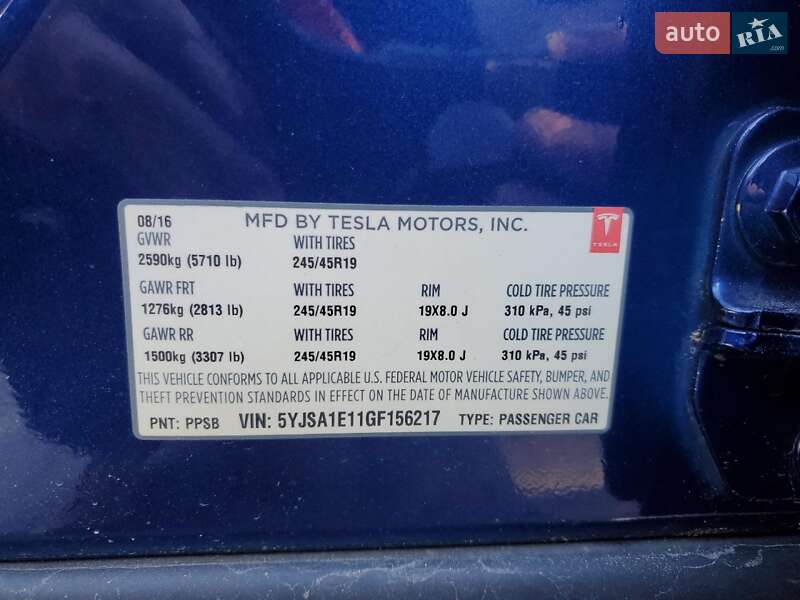 auto RIA.com
08/16 MFD BY TESLA MOTORS, INC.
TESLA
GVWR WITH TIRES
2590kg (5710 lb) 245/45R19
GAWR FRT WITH TIRES RIM COLD TIRE PRESSURE
1276kg (2813 lb) 245/45R19 19X8.0 J 310 kPa, 45 psi
GAWR RR WITH TIRES RIM COLD TIRE PRESSURE
1500kg (3307 lb) 245/45R19 19X8.0 J 310 kPa, 45 psi
THIS VEHICLE CONFORMS TO ALL APPLICABLE U.S. FEDERAL MOTOR VEHICLE SAFETY, BUMPER, AND
THEFT PREVENTION STANDARDS IN EFFECT ON THE DATE OF MANUFACTURE SHOWN ABOVE.
PNT: PPSB VIN: 5YJSA1E11GF156217 TYPE: PASSENGER CAR